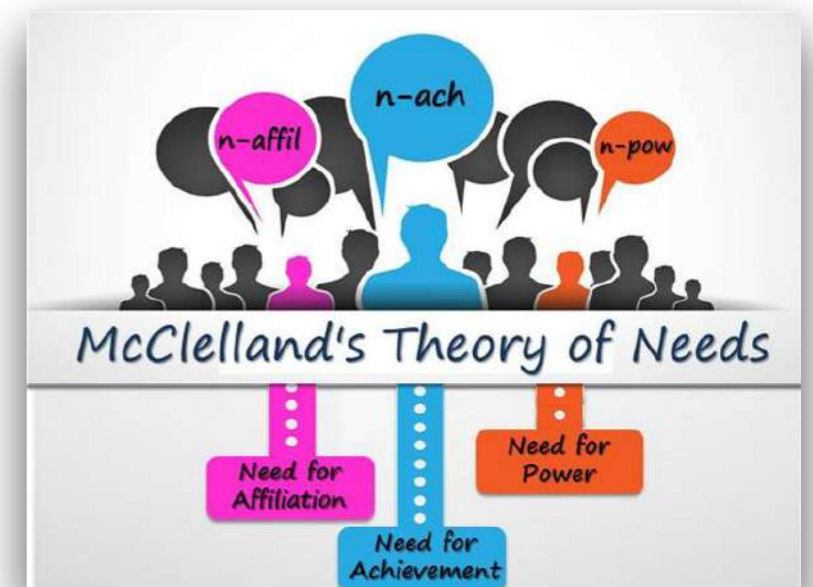 n-affil
n-ach
n-pow
McClelland's Theory of Needs
Need for
Affiliation
Need for
Achievement
Need for
Power